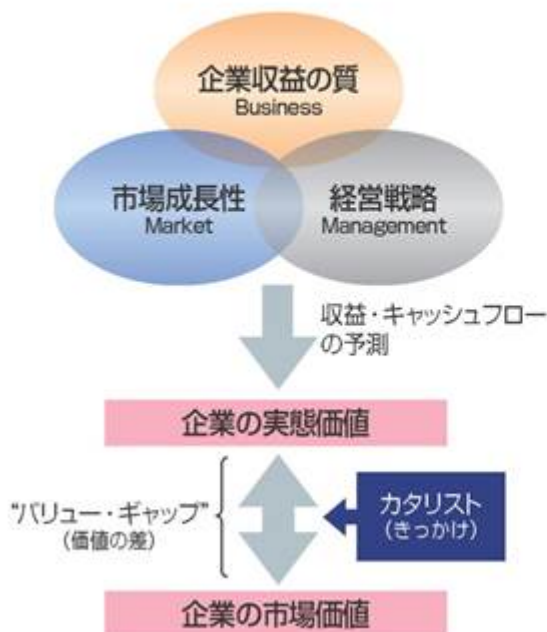 企業収益の質
Business
市場成長性
Market
経営戦略
Management
収益・キャッシュフロー
の予測
企業の実態価値
“バリュー・ギャップ”
(価値の差)
カタリスト
(きっかけ)
企業の市場価値